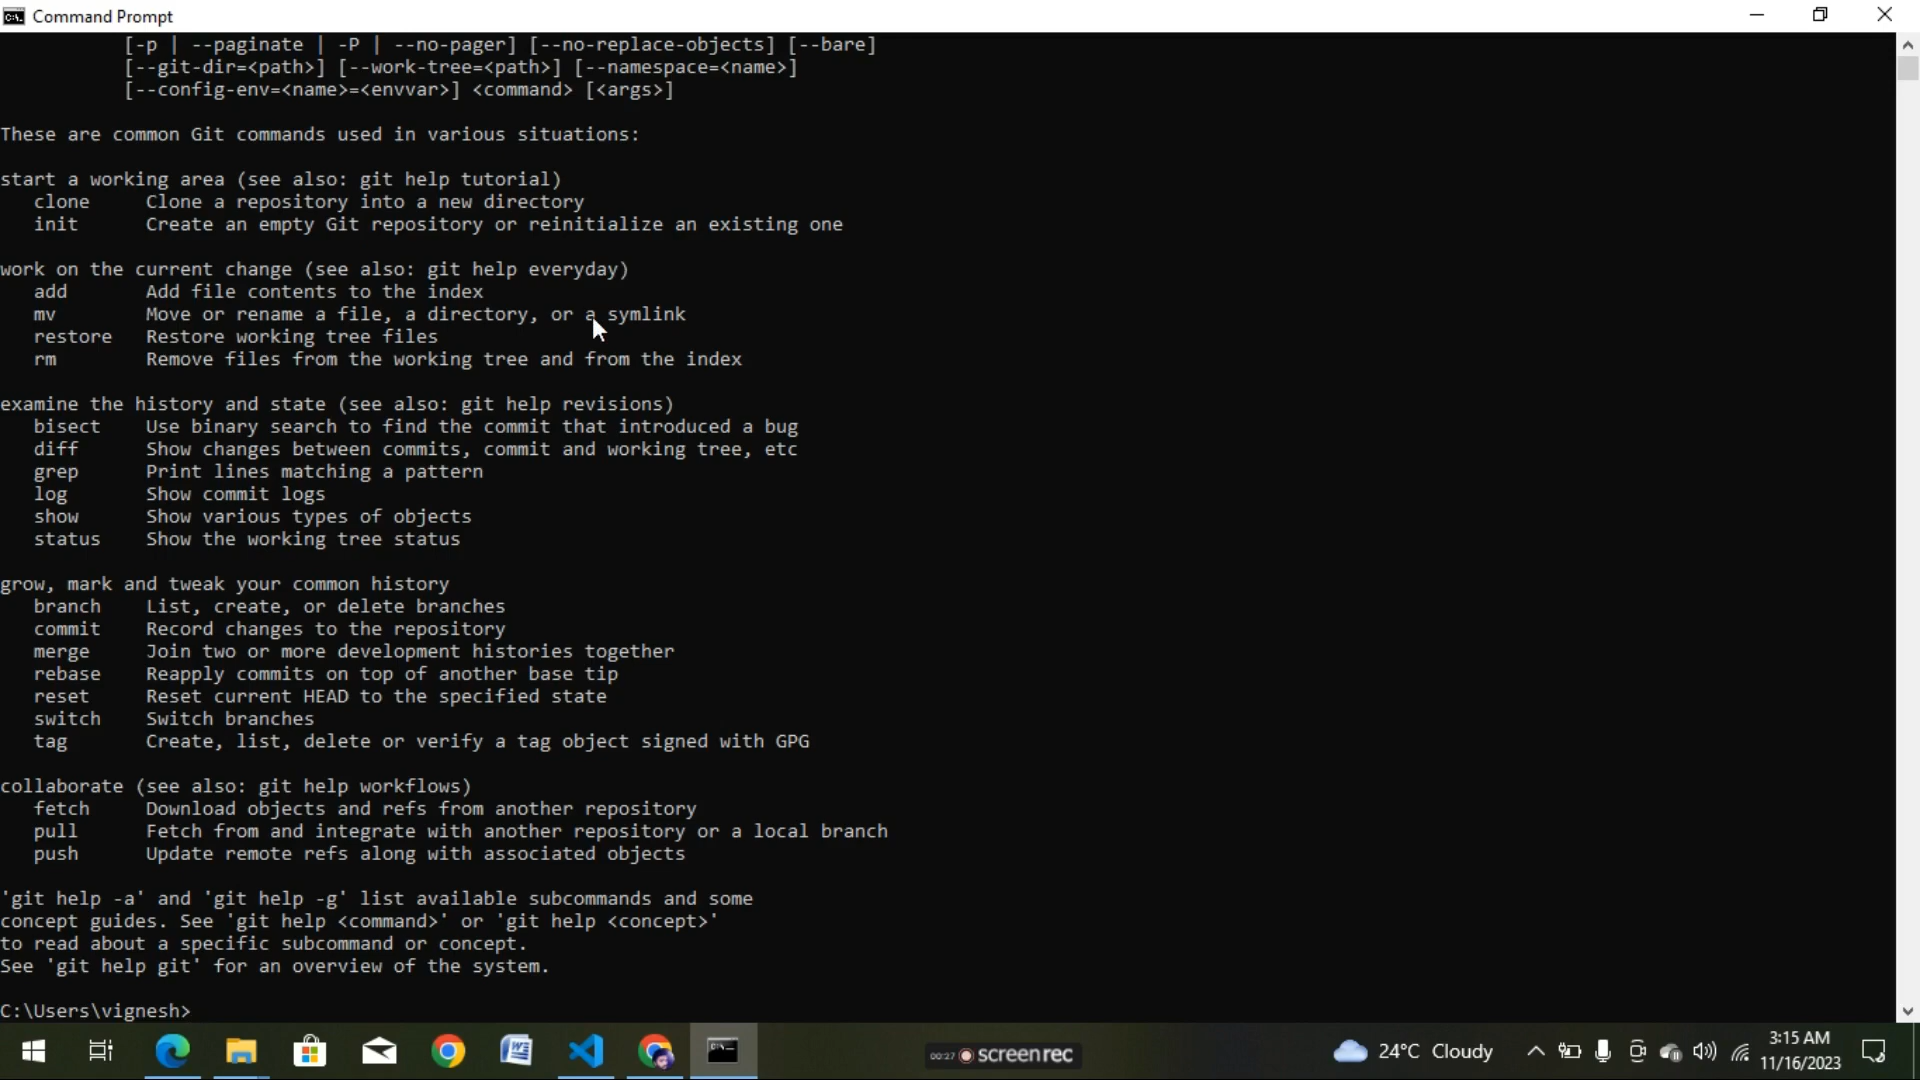 Command Prompt
[-p | --paginate | -P | --no-pager] [--no-replace-objects] [--bare]
[--git-dir=<path>] [--work-tree=<path>] [--namespace=<name>]
[--config-env=<name>=<envvar>] <command> [<args>]
These are common Git commands used in various situations:
start a working area (see also: git help tutorial)
clone Clone a repository into a new directory
init Create an empty Git repository or reinitialize an existing one
work on the current change (see also: git help everyday)
add Add file contents to the index
mv Move or rename a file, a directory, or a symlink
restore Restore working tree files
rm Remove files from the working tree and from the index
examine the history and state (see also: git help revisions)
bisect Use binary search to find the commit that introduced a bug
diff Show changes between commits, commit and working tree, etc
grep Print lines matching a pattern
log Show commit logs
show Show various types of objects
status Show the working tree status
grow, mark and tweak your common history
branch List, create, or delete branches
commit Record changes to the repository
merge Join two or more development histories together
rebase Reapply commits on top of another base tip
reset Reset current HEAD to the specified state
switch Switch branches
tag Create, list, delete or verify a tag object signed with GPG
collaborate (see also: git help workflows)
fetch Download objects and refs from another repository
pull Fetch from and integrate with another repository or a local branch
push Update remote refs along with associated objects
'git help -a' and 'git help -g' list available subcommands and some
concept guides. See 'git help <command>' or 'git help <concept>'
to read about a specific subcommand or concept.
See 'git help git' for an overview of the system.
C:\Users\vignesh>
00:27 screenrec
24°C Cloudy
3:15 AM
11/16/2023